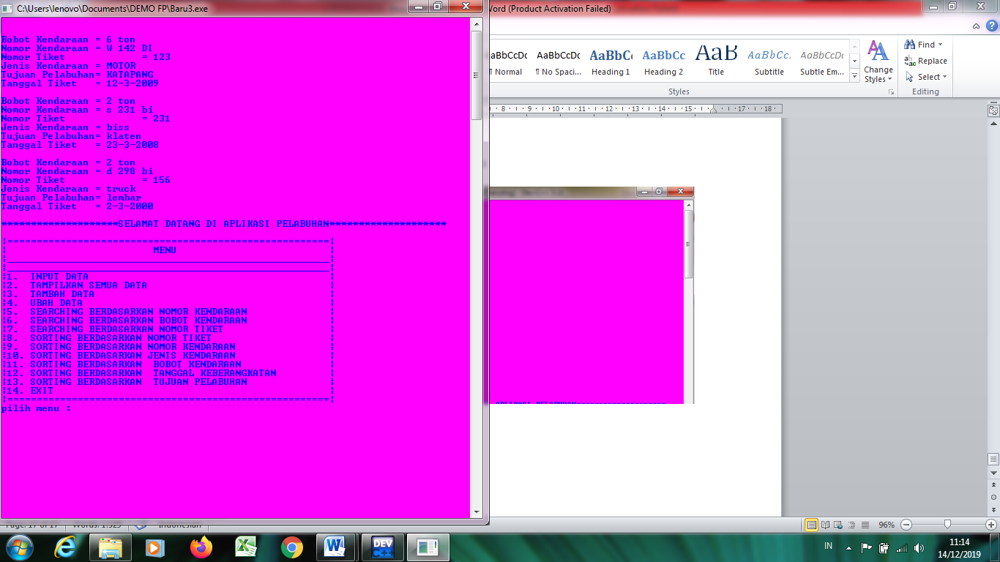 C:\Users\lenovo\Documents\DEMO FP\Baru3.exe
Word (Product Activation Failed)
Bobot Kendaraan = 6 ton
Nomor Kendaraan = W 142 DI
Nomor Tiket = 123
Jenis Kendaraan = MOTOR
Tujuan Pelabuhan= KATAPANG
Tanggal Tiket = 12-3-2009
Bobot Kendaraan = 2 ton
Nomor Kendaraan = s 231 bi
Nomor Tiket = 231
Jenis Kendaraan = biss
Tujuan Pelabuhan= klaten
Tanggal Tiket = 23-3-2008
Bobot Kendaraan = 2 ton
Nomor Kendaraan = d 298 bi
Nomor Tiket = 156
Jenis Kendaraan = truck
Tujuan Pelabuhan= lembar
Tanggal Tiket = 2-3-2000
********************SELAMAT DATANG DI APLIKASI PELABUHAN********************
|=======================================================|
| MENU |
|_______________________________________________________|
|_______________________________________________________|
|1. INPUT DATA |
|2. TAMPILKAN SEMUA DATA |
|3. TAMBAH DATA |
|4. UBAH DATA |
|5. SEARCHING BERDASARKAN NOMOR KENDARAAN |
|6. SEARCHING BERDASARKAN BOBOT KENDARAAN |
|7. SEARCHING BERDASARKAN NOMOR TIKET |
|8. SORTING BERDASARKAN NOMOR TIKET |
|9. SORTING BERDASARKAN NOMOR KENDARAAN |
|10. SORTING BERDASARKAN JENIS KENDARAAN |
|11. SORTING BERDASARKAN BOBOT KENDARAAN |
|12. SORTING BERDASARKAN TANGGAL KEBERANGKATAN |
|13. SORTING BERDASARKAN TUJUAN PELABUHAN |
|14. EXIT |
|=======================================================|
pilih menu :
AaBbCcDc AaBbCcDc AaBbCc AaBbCc AaB AaBbCc. AaBbCcDc
¶ Normal ¶ No Spaci... Heading 1 Heading 2 Title Subtitle Subtle Em...
Change Styles
Styles
Find
Replace
Select
Editing
8 9 10 11 12 13 14 15 17 18
APLIKASI PELABUHAN********************
Page: 17 of 17 Words: 1.525 Indonesian
96%
DEV C++
IN
11:14
14/12/2019